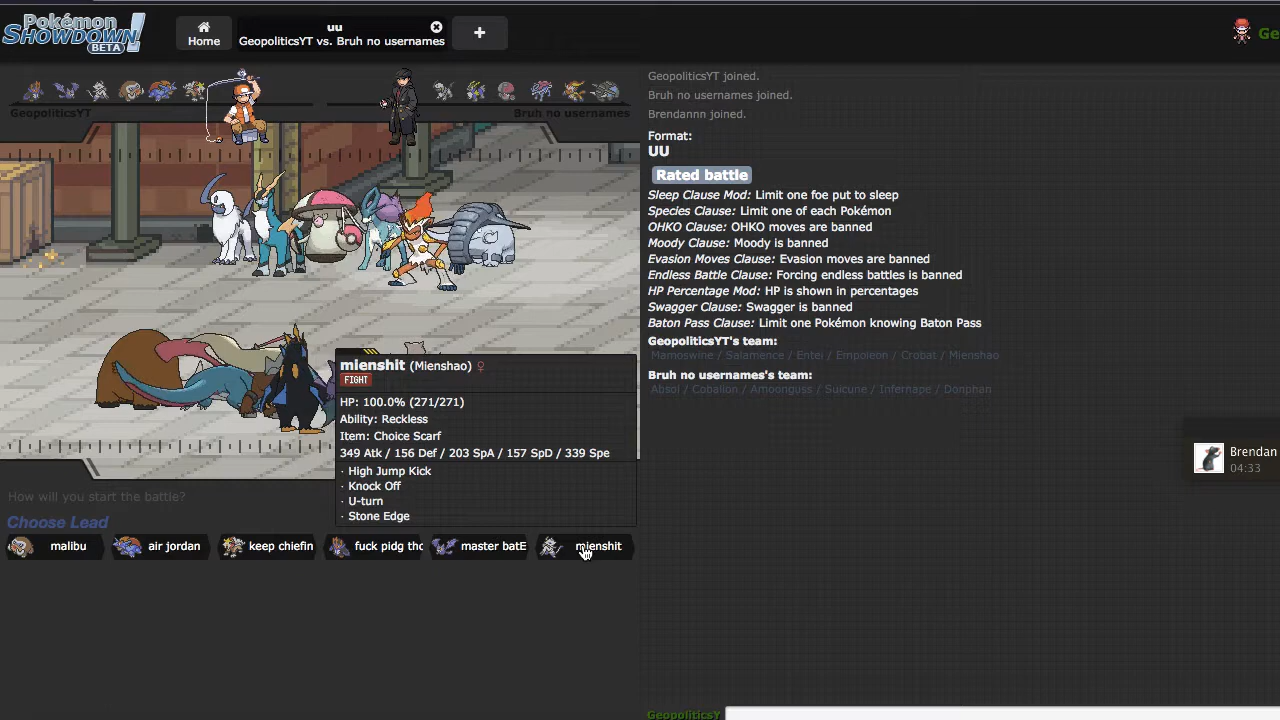 Pokémon
Showdown!
BETA
Home
uu
GeopoliticsYT vs. Bruh no usernames
+
Ge
GeopoliticsYT
Bruh no usernames
GeopoliticsYT joined.
Bruh no usernames joined.
Brendannn joined.
Format:
UU
Rated battle
Sleep Clause Mod: Limit one foe put to sleep
Species Clause: Limit one of each Pokémon
OHKO Clause: OHKO moves are banned
Moody Clause: Moody is banned
Evasion Moves Clause: Evasion moves are banned
Endless Battle Clause: Forcing endless battles is banned
HP Percentage Mod: HP is shown in percentages
Swagger Clause: Swagger is banned
Baton Pass Clause: Limit one Pokémon knowing Baton Pass
GeopoliticsYT's team:
Mamoswine / Salamence / Entei / Empoleon / Crobat / Mienshao
Bruh no usernames's team:
Absol / Cobalion / Amoonguss / Suicune / Infernape / Donphan
mienshit (Mienshao) ♀
FIGHT
HP: 100.0% (271/271)
Ability: Reckless
Item: Choice Scarf
349 Atk / 156 Def / 203 SpA / 157 SpD / 339 Spe
· High Jump Kick
· Knock Off
· U-turn
· Stone Edge
Brendan
04:33
How will you start the battle?
Choose Lead
malibu
air jordan
keep chiefin
fuck pidg tho
master batE
mienshit
GeopoliticsY